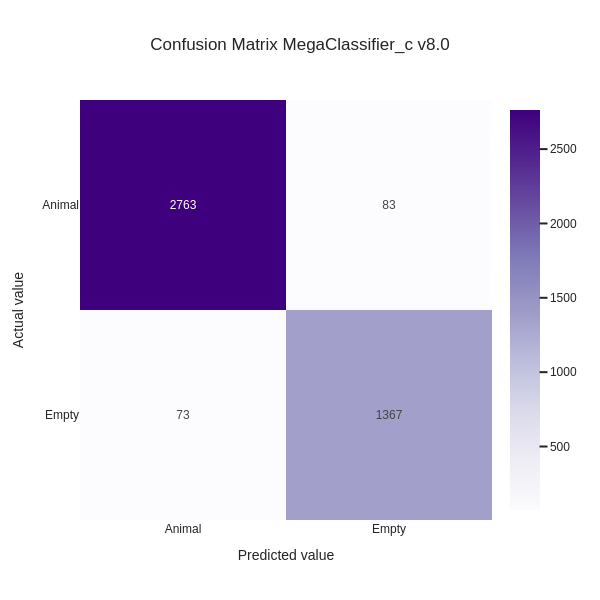 Confusion Matrix MegaClassifier_c v8.0
2500
2000
1500
1000
500
Actual value
Animal
2763
83
Empty
73
1367
Animal
Empty
Predicted value